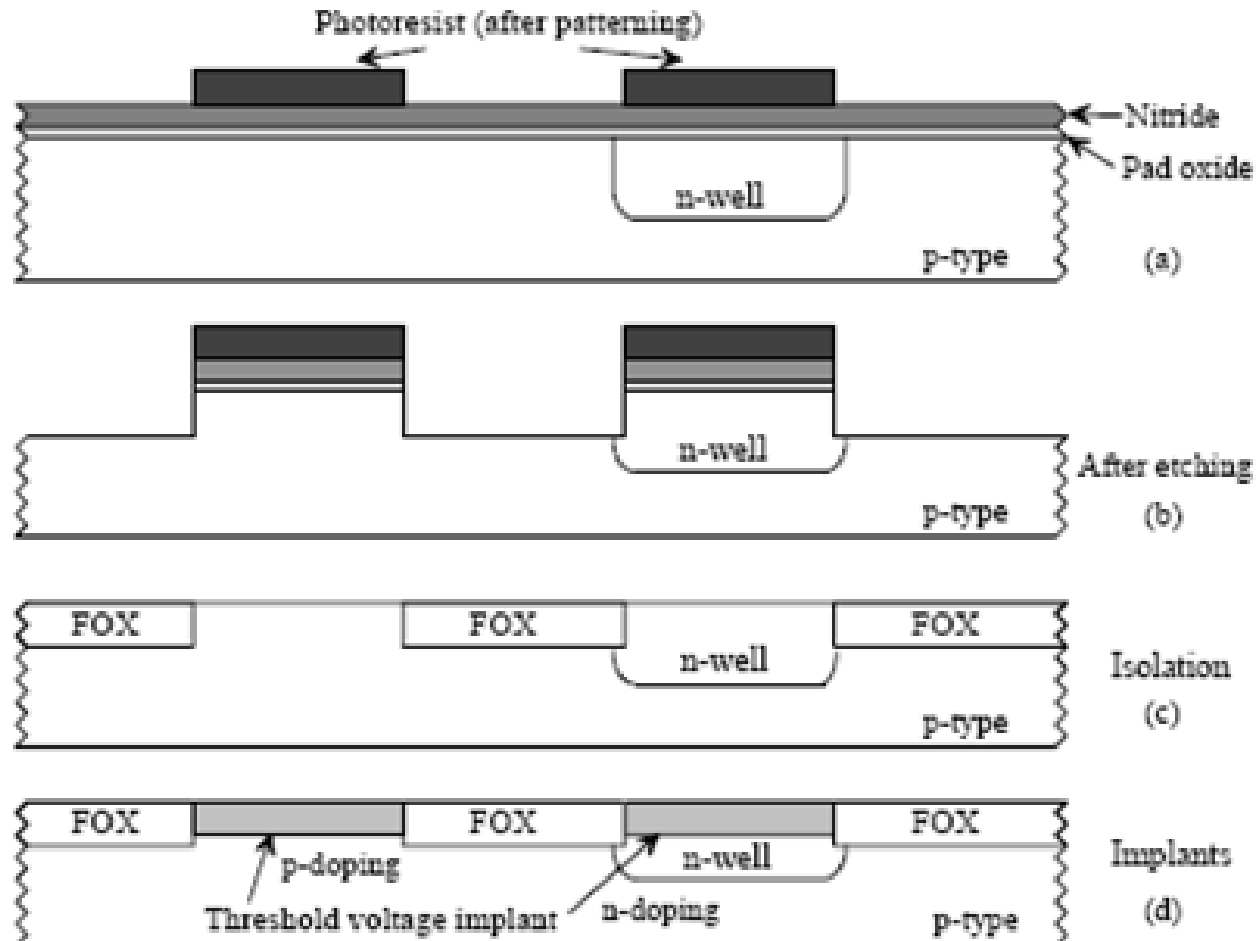 Photoresist (after patterning)
Nitride
Pad oxide
n-well
p-type
(a)
n-well
After etching
p-type
(b)
FOX FOX FOX
n-well
Isolation
p-type
(c)
FOX FOX FOX
p-doping
n-well
Implants
Threshold voltage implant
n-doping
p-type
(d)